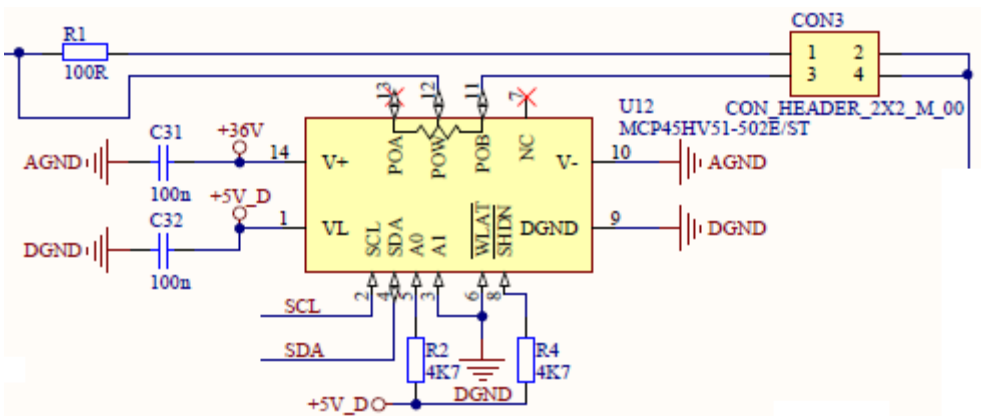 CON3
R1
100R
1 2
3 4
CON_HEADER_2X2_M_00
13 12 11 7
U12
MCP45HV51-502E/ST
POA POW POB NC
C31 +36V
AGND 100n 14 V+ V- 10 AGND
+5V_D
C32
DGND 100n 1 VL DGND 9 DGND
SCL SDA A0 A1 WLAT SHDN
2 4 5 3 6 8
SCL
SDA
R2 4K7
R4 4K7
DGND
+5V_D